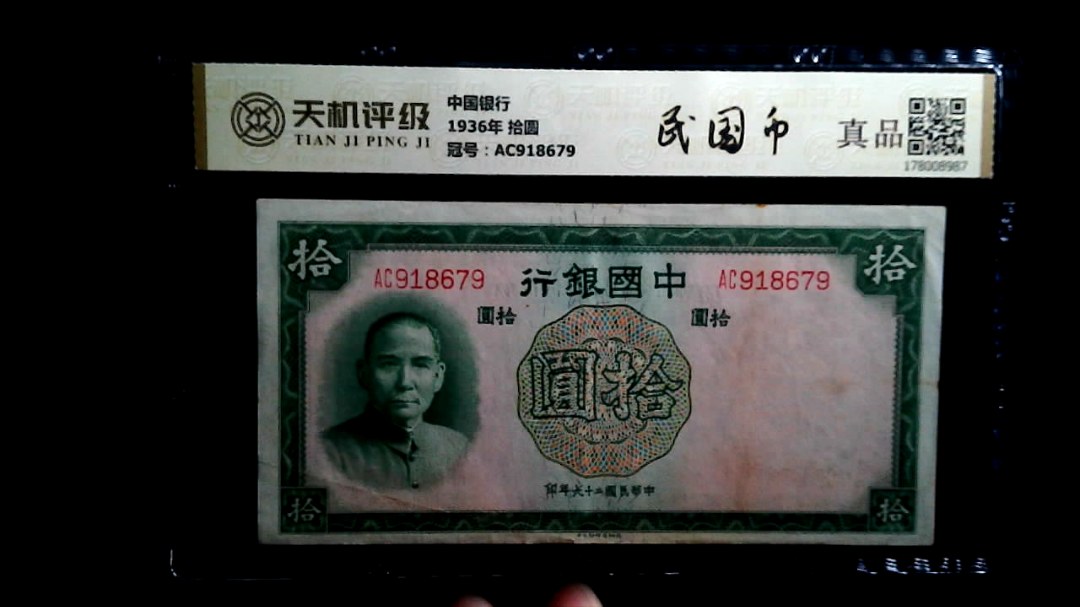 天机评级
TIAN JI PING JI
中国银行
1936年 拾圆
冠号：AC918679
民国币
真品
178008987
拾
拾
AC918679
行銀國中
AC918679
圓拾
圓拾
圓拾
印年六十二國民華中
拾
拾